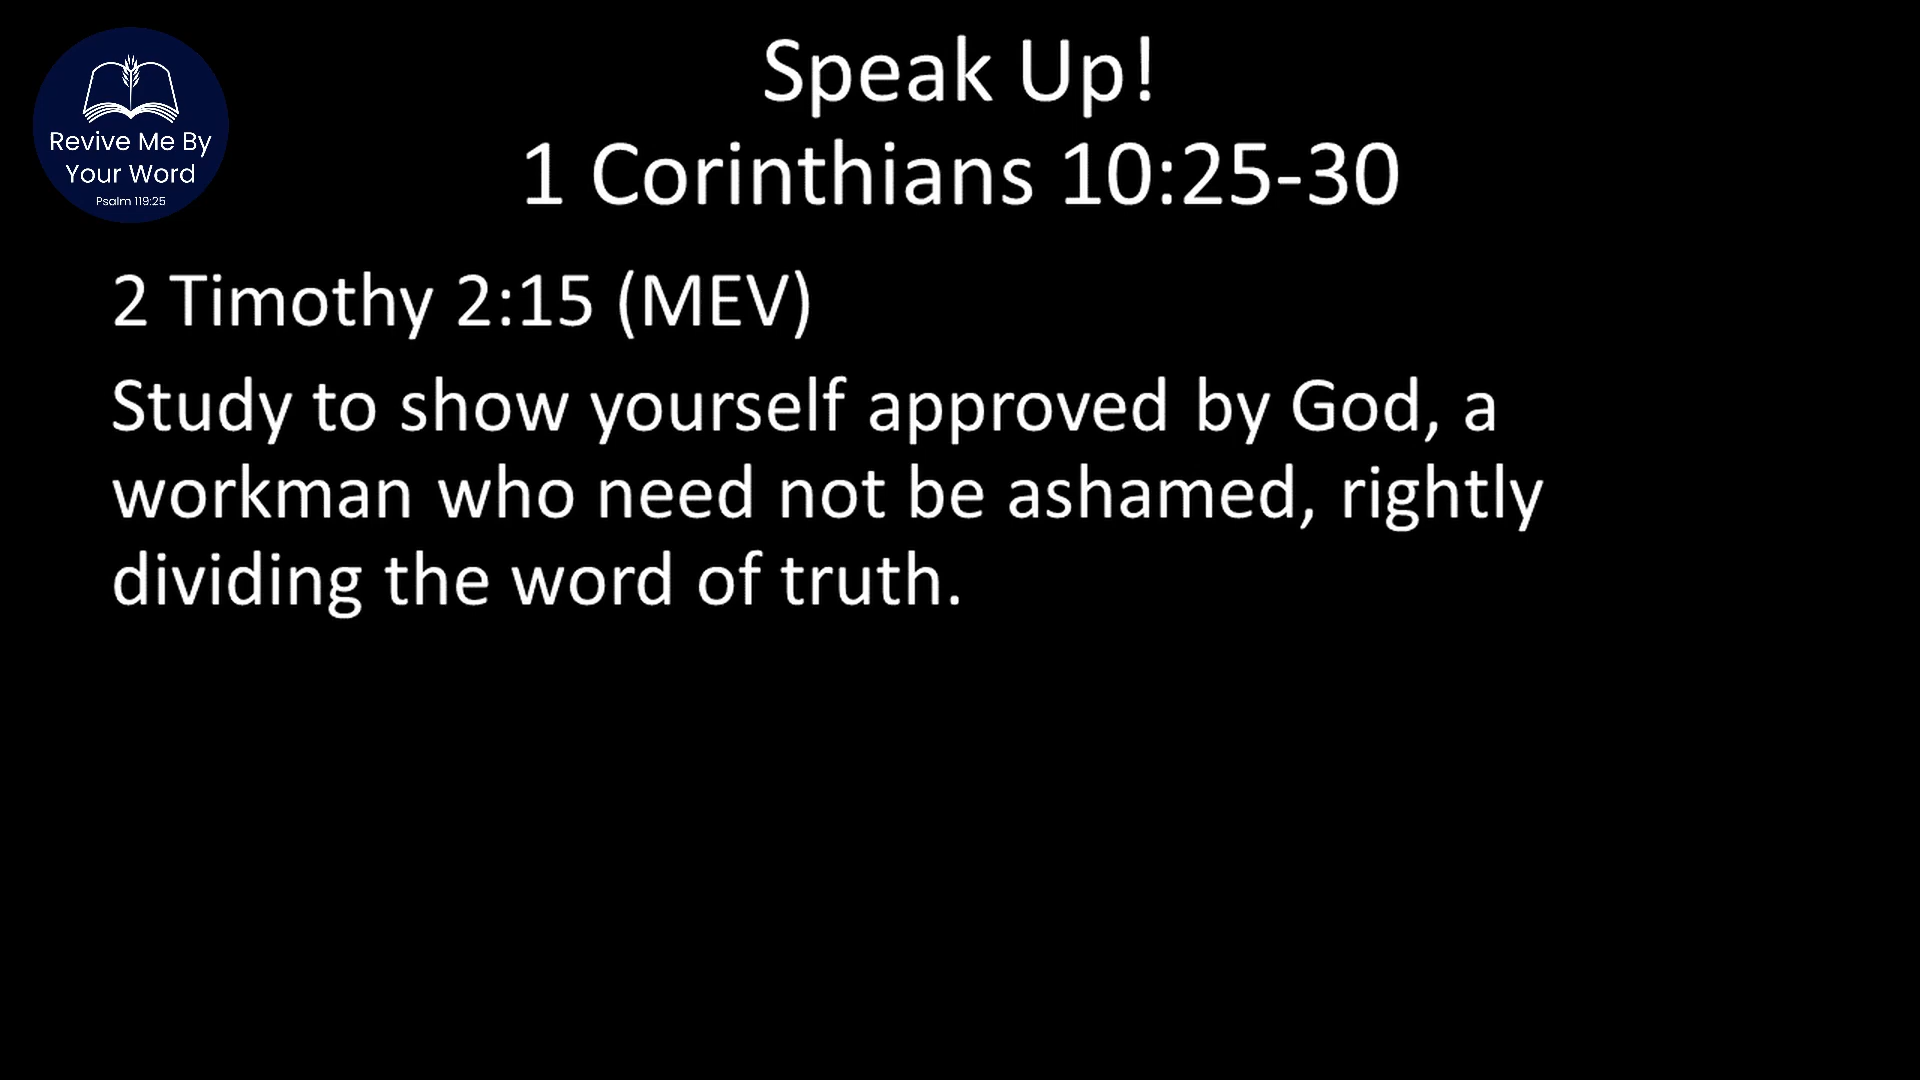 Revive Me By
Your Word
Psalm 119:25
Speak Up!
1 Corinthians 10:25-30
2 Timothy 2:15 (MEV)
Study to show yourself approved by God, a
workman who need not be ashamed, rightly
dividing the word of truth.